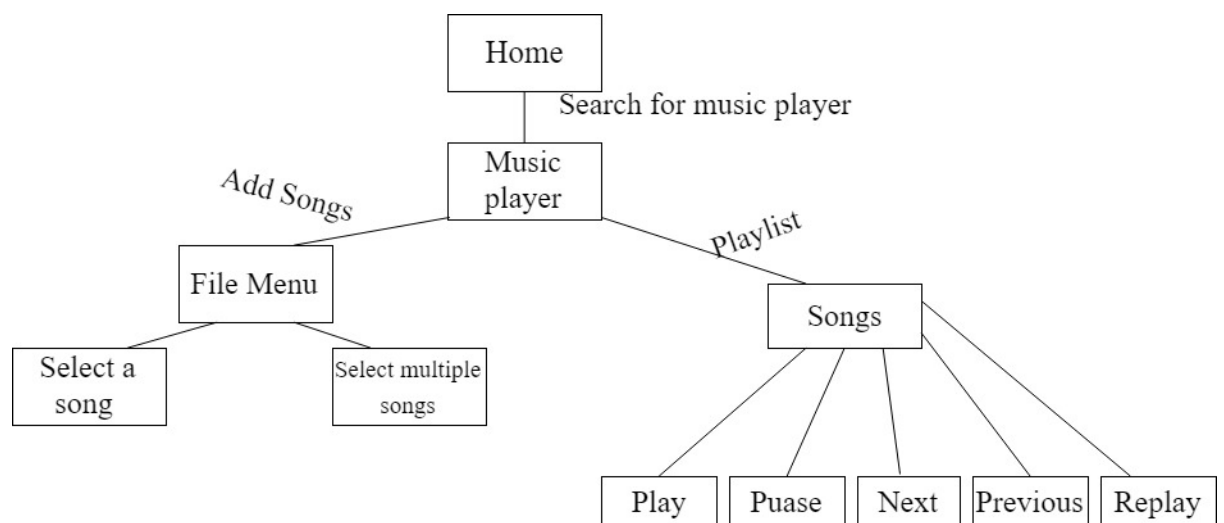 Home
Search for music player
Music
player
Add Songs
Playlist
File Menu
Songs
Select a
song
Select multiple
songs
Play
Puase
Next
Previous
Replay